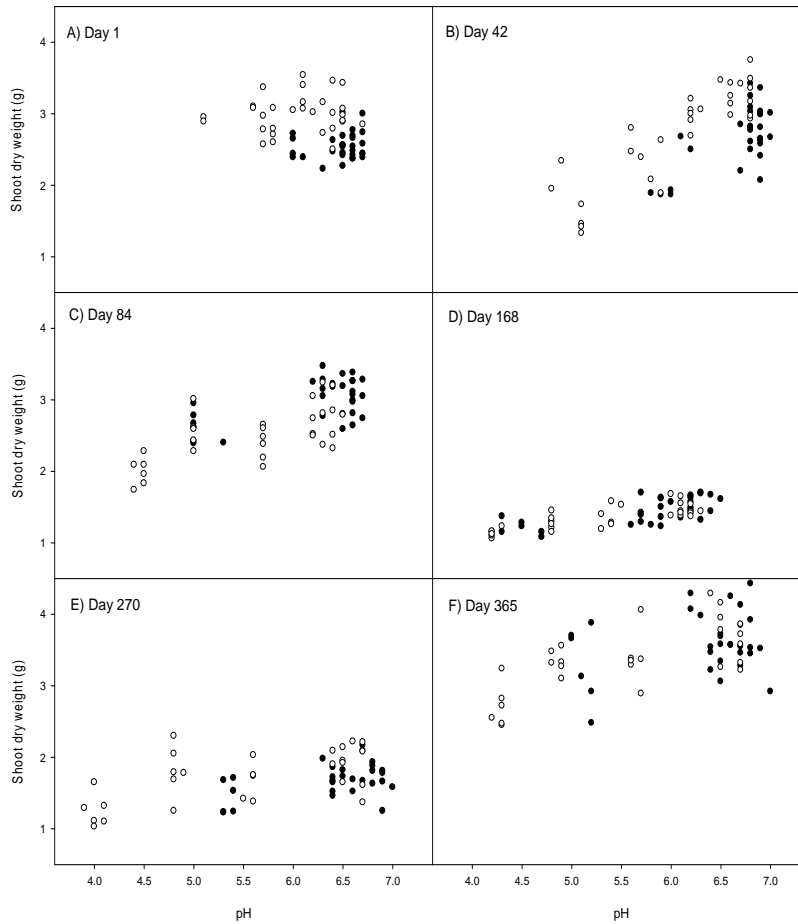 A) Day 1
B) Day 42
Shoot dry weight (g)
4
3
2
1
C) Day 84
D) Day 168
Shoot dry weight (g)
4
3
2
1
E) Day 270
F) Day 365
Shoot dry weight (g)
4
3
2
1
4.0 4.5 5.0 5.5 6.0 6.5 7.0 4.0 4.5 5.0 5.5 6.0 6.5 7.0
pH pH